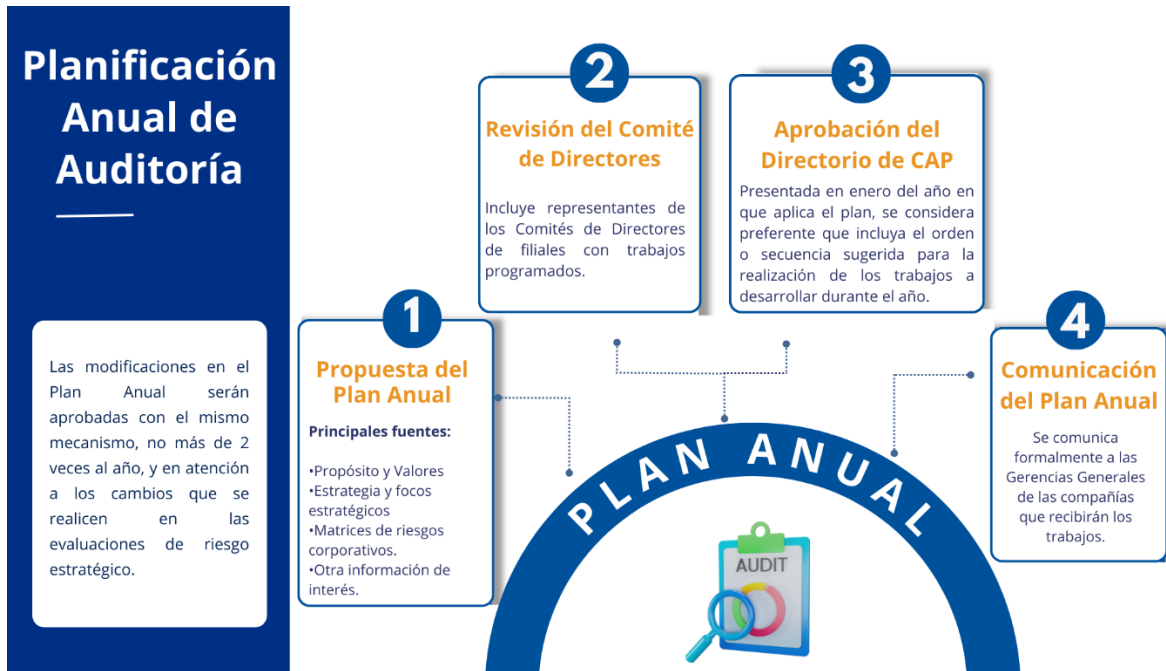 Planificación
Anual de
Auditoría
Las modificaciones en el
Plan Anual serán
aprobadas con el mismo
mecanismo, no más de 2
veces al año, y en atención
a los cambios que se
realicen en las
evaluaciones de riesgo
estratégico.
1
Propuesta del
Plan Anual
Principales fuentes:
•Propósito y Valores
•Estrategia y focos
estratégicos
•Matrices de riesgos
corporativos.
•Otra información de
interés.
2
Revisión del Comité
de Directores
Incluye representantes de
los Comités de Directores
de filiales con trabajos
programados.
3
Aprobación del
Directorio de CAP
Presentada en enero del año en
que aplica el plan, se considera
preferente que incluya el orden
o secuencia sugerida para la
realización de los trabajos a
desarrollar durante el año.
4
Comunicación
del Plan Anual
Se comunica
formalmente a las
Gerencias Generales
de las compañías
que recibirán los
trabajos.
PLAN ANUAL
AUDIT